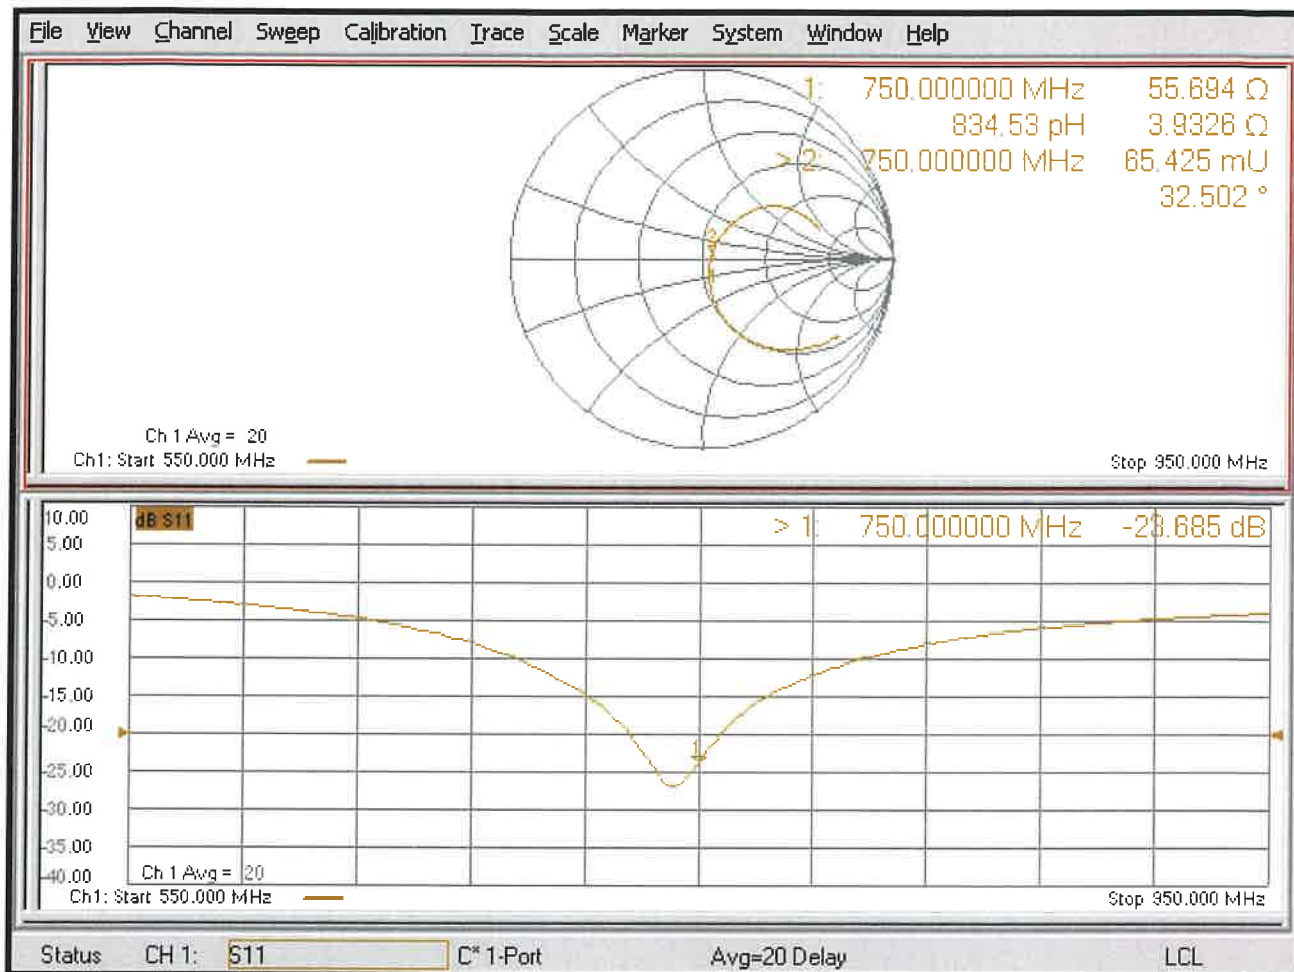 File View Channel Sweep Calibration Trace Scale Marker System Window Help
1: 750.000000 MHz 55.694 Ω
834.53 pH 3.9326 Ω
> 2: 750.000000 MHz 65.425 mU
32.502 °
2
1
Ch 1 Avg = 20
Ch1: Start 550.000 MHz Stop 950.000 MHz
10.00 dB S11 > 1: 750.000000 MHz -23.685 dB
5.00
0.00
-5.00
-10.00
-15.00
-20.00
1
-25.00
-30.00
-35.00
-40.00 Ch 1 Avg = 20
Ch1: Start 550.000 MHz Stop 950.000 MHz
Status CH 1: S11 C* 1-Port Avg=20 Delay LCL